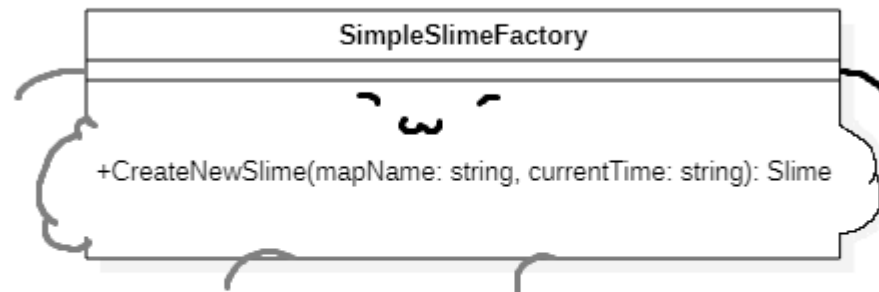 SimpleSlimeFactory
+CreateNewSlime(mapName: string, currentTime: string): Slime